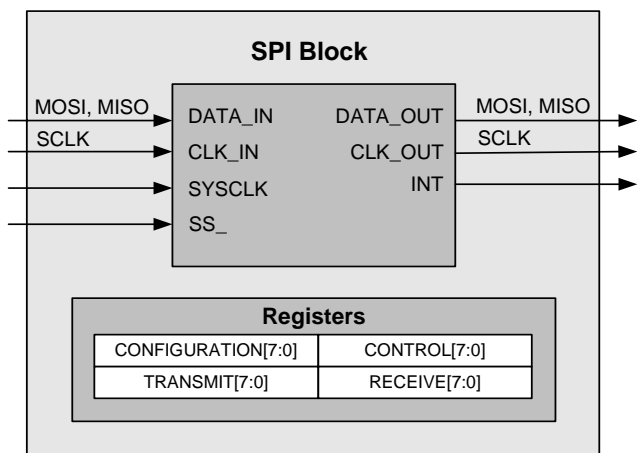 SPI Block
MOSI, MISO
DATA_IN
DATA_OUT
MOSI, MISO
SCLK
CLK_IN
CLK_OUT
SCLK
SYSCLK
INT
SS_
Registers
CONFIGURATION[7:0]
CONTROL[7:0]
TRANSMIT[7:0]
RECEIVE[7:0]